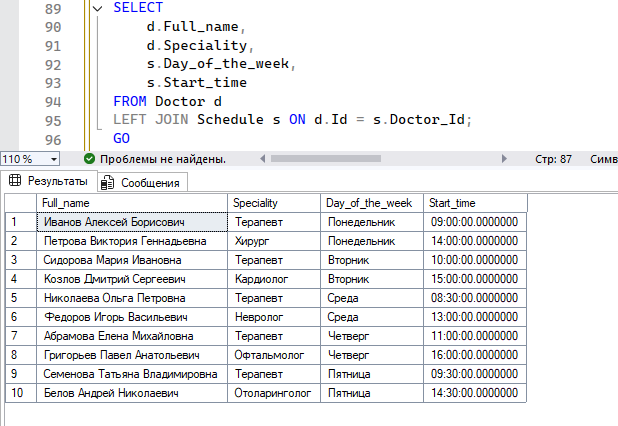 89 SELECT
90 d.Full_name,
91 d.Speciality,
92 s.Day_of_the_week,
93 s.Start_time
94 FROM Doctor d
95 LEFT JOIN Schedule s ON d.Id = s.Doctor_Id;
96 GO
110 % Проблемы не найдены. Стр: 87 Симв
Результаты Сообщения
Full_name Speciality Day_of_the_week Start_time
1 Иванов Алексей Борисович Терапевт Понедельник 09:00:00.0000000
2 Петрова Виктория Геннадьевна Хирург Понедельник 14:00:00.0000000
3 Сидорова Мария Ивановна Терапевт Вторник 10:00:00.0000000
4 Козлов Дмитрий Сергеевич Кардиолог Вторник 15:00:00.0000000
5 Николаева Ольга Петровна Терапевт Среда 08:30:00.0000000
6 Федоров Игорь Васильевич Невролог Среда 13:00:00.0000000
7 Абрамова Елена Михайловна Терапевт Четверг 11:00:00.0000000
8 Григорьев Павел Анатольевич Офтальмолог Четверг 16:00:00.0000000
9 Семенова Татьяна Владимировна Терапевт Пятница 09:30:00.0000000
10 Белов Андрей Николаевич Отоларинголог Пятница 14:30:00.0000000